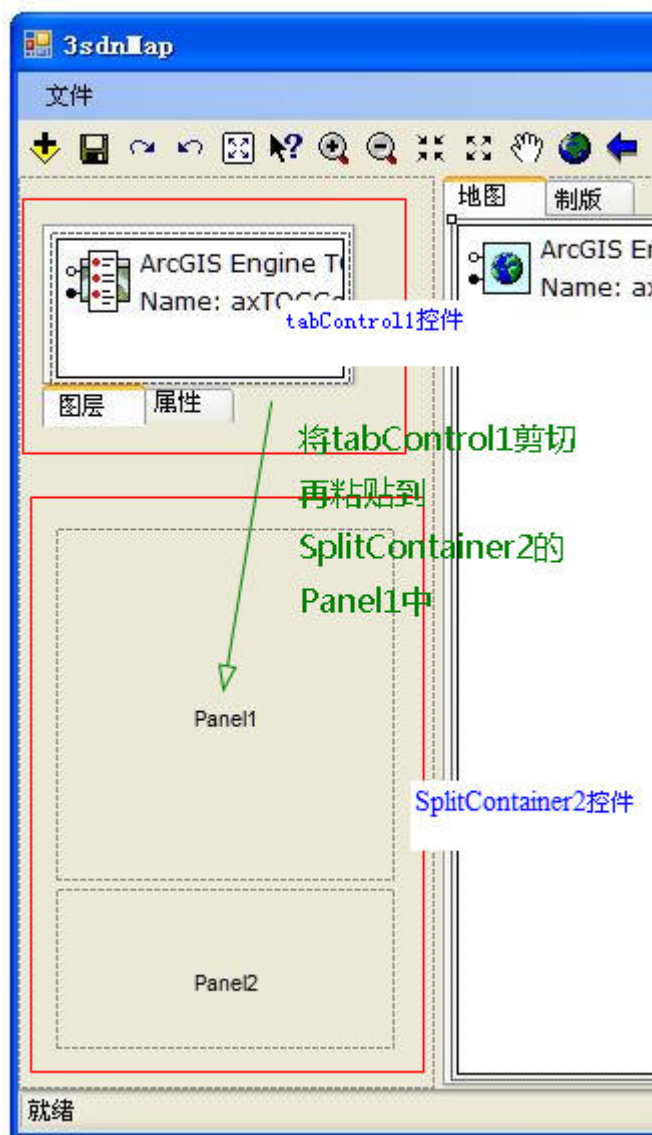 3sdnMap
文件
地图 制版
ArcGIS Engine T
Name: axTOCCo
ArcGIS Er
Name: ax
tabControl1控件
图层 属性
将tabControl1剪切
再粘贴到
SplitContainer2的
Panel1中
Panel1
SplitContainer2控件
Panel2
就绪